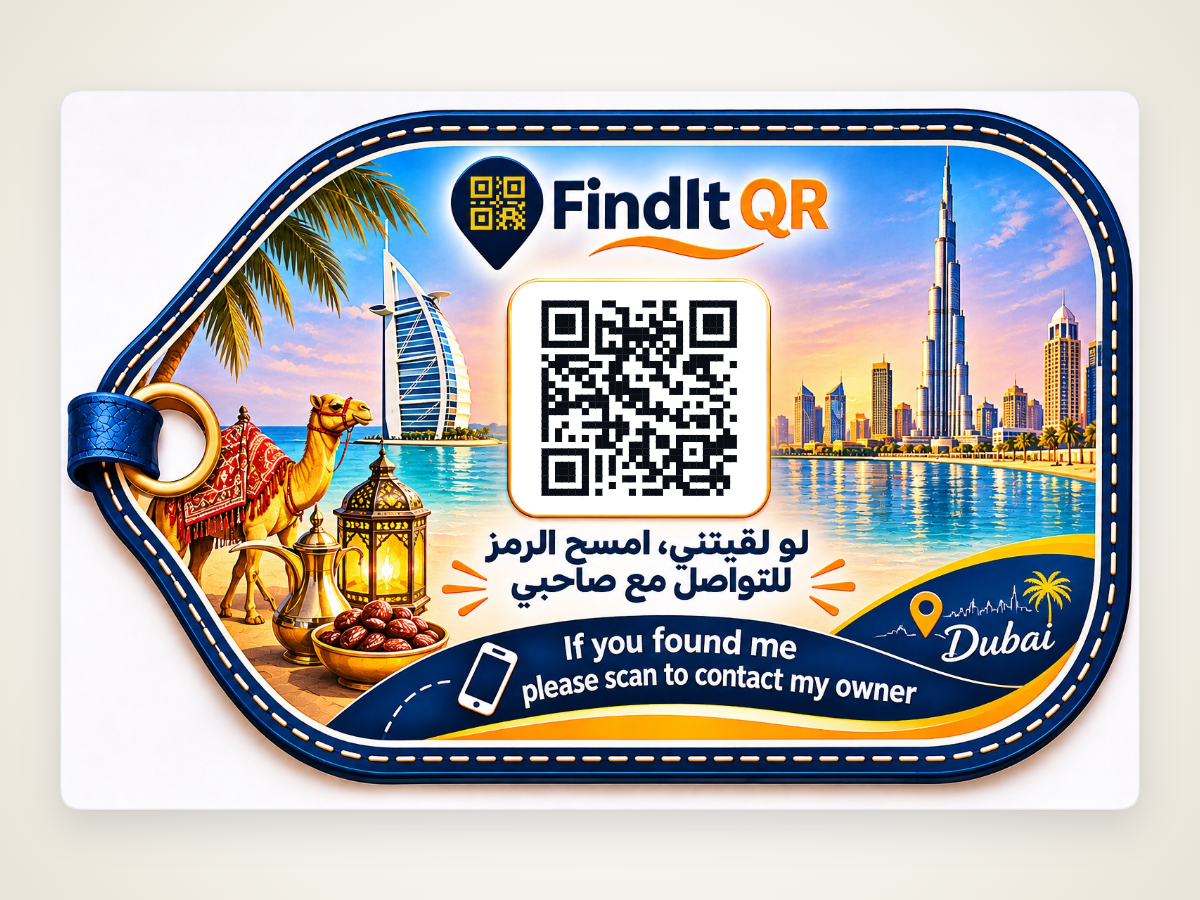 FindIt QR
لو لقيتني، امسح الرمز
للتواصل مع صاحبي
If you found me
please scan to contact my owner
Dubai